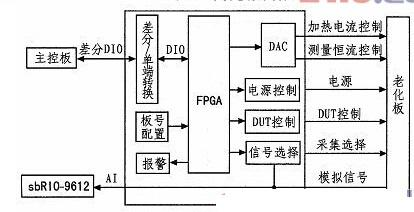 主控板
差分DIO
差分/单端转换
DIO
FPGA
DAC
加热电流控制
测量恒流控制
电源控制
电源
板号配置
DUT控制
DUT控制
老化板
报警
信号选择
采集选择
sbRIO-9612
AI
模拟信号